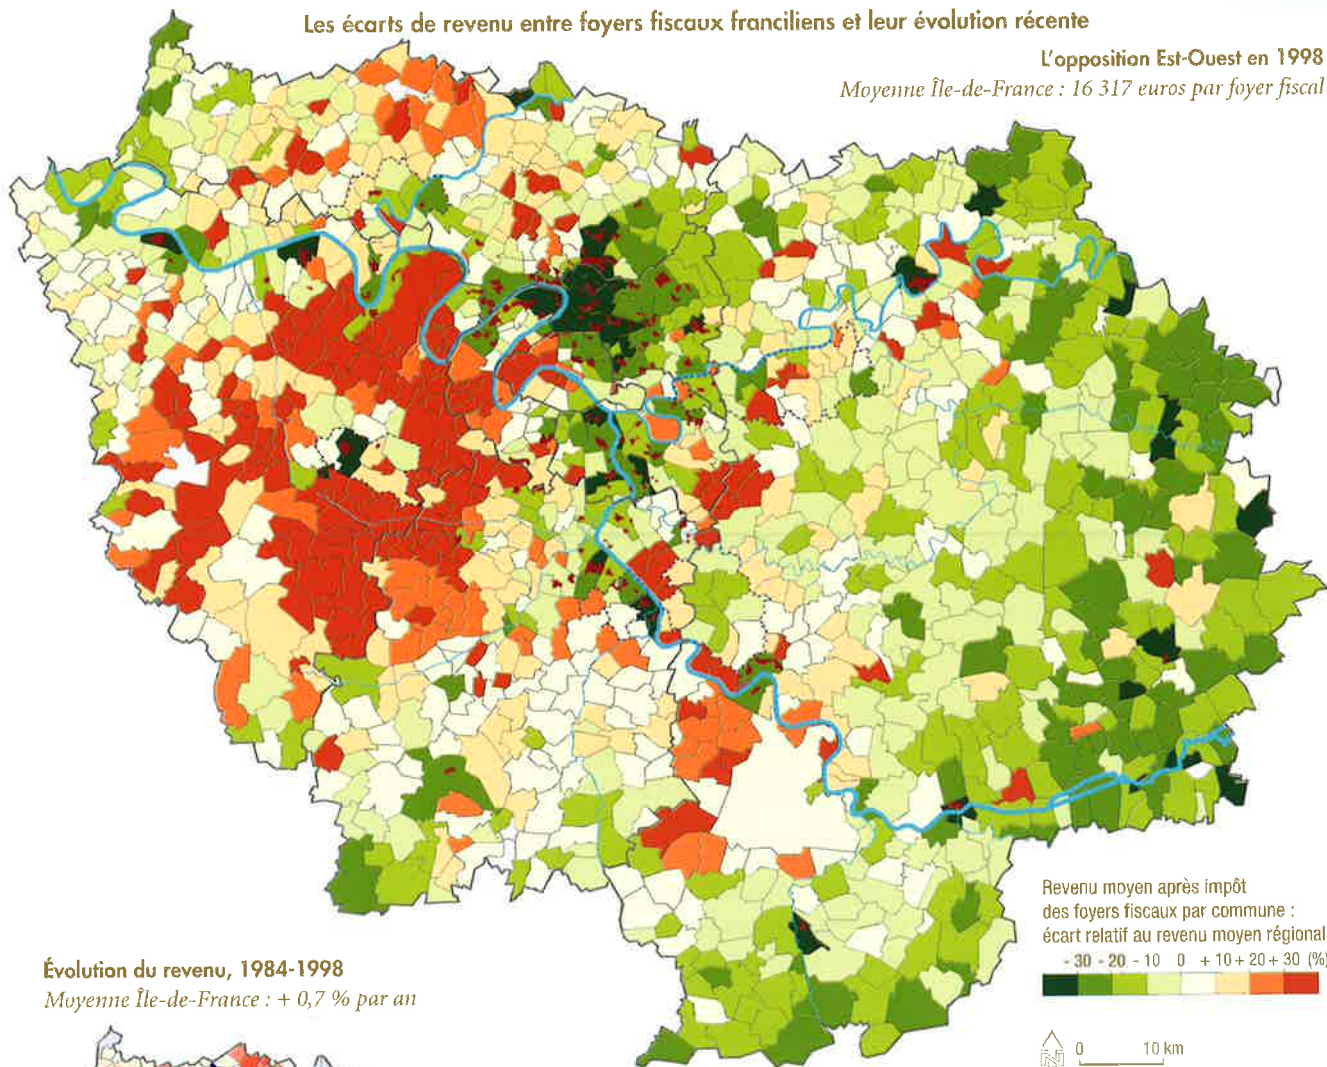 Les écarts de revenu entre foyers fiscaux franciliens et leur évolution récente
L'opposition Est-Ouest en 1998
Moyenne Île-de-France : 16 317 euros par foyer fiscal
Revenu moyen après impôt
des foyers fiscaux par commune :
écart relatif au revenu moyen régional
- 30 - 20 - 10 0 + 10 + 20 + 30 (%)
N 0 10 km
Évolution du revenu, 1984-1998
Moyenne Île-de-France : + 0,7 % par an